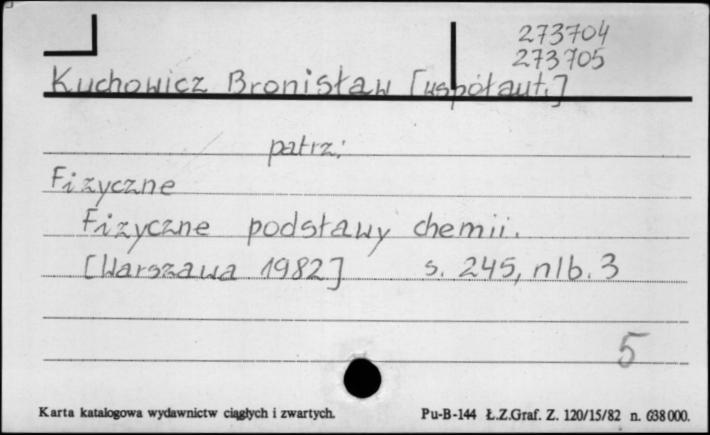 273704
273705
Kuchowicz Bronisław [współaut.]
patrz:
Fizyczne
Fizyczne podstawy chemii.
[Warszawa 1982] s. 245, nlb. 3
5
Karta katalogowa wydawnictw ciągłych i zwartych. Pu-B-144 Ł.Z.Graf. Z. 120/15/82 n. 638 000.